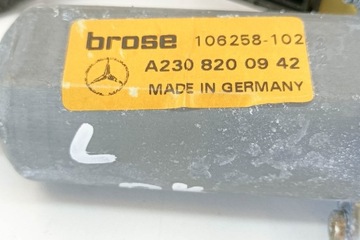 brose 106258-102
A230 820 09 42
MADE IN GERMANY
L